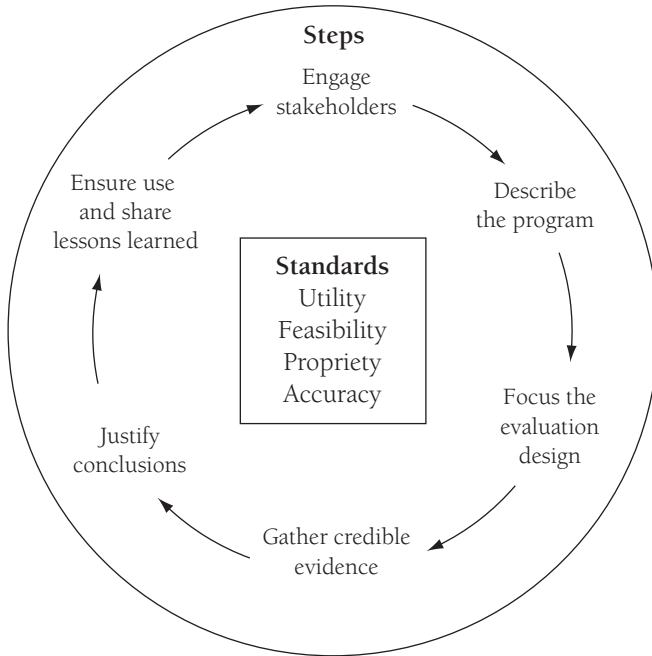 Steps
Engage
stakeholders
Describe
the program
Focus the
evaluation
design
Gather credible
evidence
Justify
conclusions
Ensure use
and share
lessons learned
Standards
Utility
Feasibility
Propriety
Accuracy